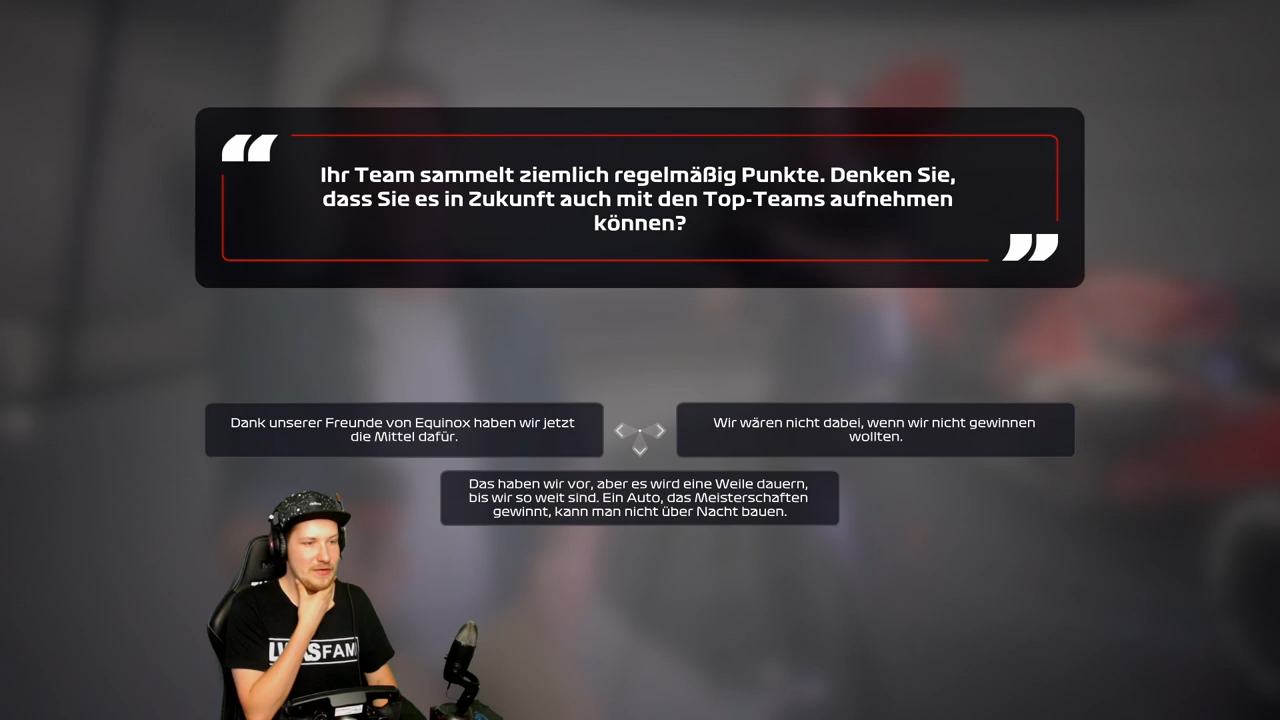 Ihr Team sammelt ziemlich regelmäßig Punkte. Denken Sie,
dass Sie es in Zukunft auch mit den Top-Teams aufnehmen
können?
Dank unserer Freunde von Equinox haben wir jetzt
die Mittel dafür.
Wir wären nicht dabei, wenn wir nicht gewinnen
wollten.
Das haben wir vor, aber es wird eine Weile dauern,
bis wir so weit sind. Ein Auto, das Meisterschaften
gewinnt, kann man nicht über Nacht bauen.